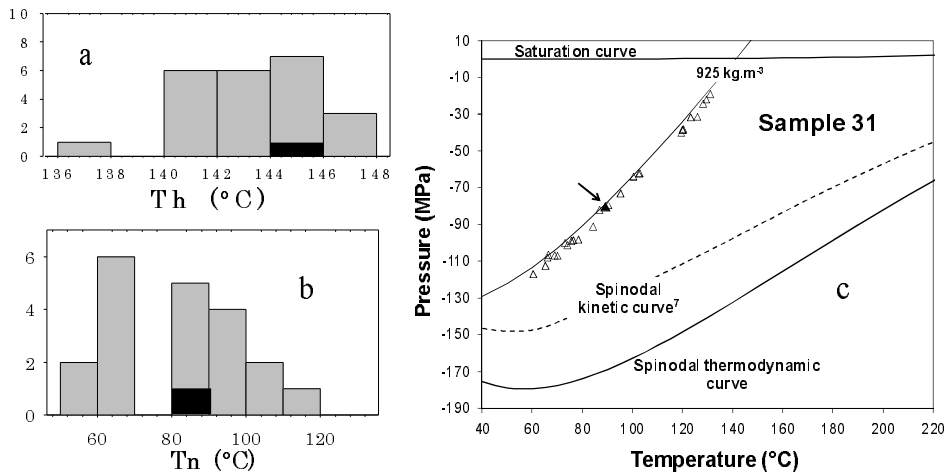 10
8
6
4
2
0
a
136 138 140 142 144 146 148
Th (°C)
6
4
2
0
b
60 80 100 120
Tn (°C)
10
-10
-30
-50
-70
-90
-110
-130
-150
-170
-190
Pressure (MPa)
Saturation curve
925 kg.m-3
Sample 31
Spinodal
kinetic curve7
c
Spinodal thermodynamic
curve
40 60 80 100 120 140 160 180 200 220
Temperature (°C)